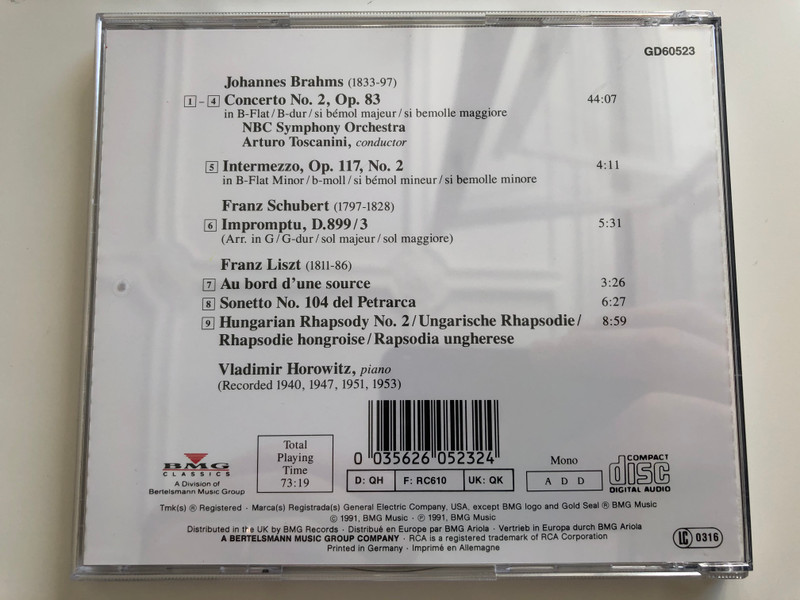 GD60523
Johannes Brahms (1833-97)
1 - 4 Concerto No. 2, Op. 83 44:07
in B-Flat / B-dur / si bémol majeur / si bemolle maggiore
NBC Symphony Orchestra
Arturo Toscanini, conductor
5 Intermezzo, Op. 117, No. 2 4:11
in B-Flat Minor / b-moll / si bémol mineur / si bemolle minore
Franz Schubert (1797-1828)
6 Impromptu, D.899/3 5:31
(Arr. in G / G-dur / sol majeur / sol maggiore)
Franz Liszt (1811-86)
7 Au bord d'une source 3:26
8 Sonetto No. 104 del Petrarca 6:27
9 Hungarian Rhapsody No. 2 / Ungarische Rhapsodie / 8:59
Rhapsodie hongroise / Rapsodia ungherese
Vladimir Horowitz, piano
(Recorded 1940, 1947, 1951, 1953)
BMG
CLASSICS
A Division of
Bertelsmann Music Group
Total
Playing
Time
73:19
0 035626 052324
D: QH F: RC610 UK: QK
Mono
A D D
COMPACT
disc
DIGITAL AUDIO
Tmk(s) ® Registered · Marca(s) Registrada(s) General Electric Company, USA, except BMG logo and Gold Seal ® BMG Music
© 1991, BMG Music · ℗ 1991, BMG Music
Distributed in the UK by BMG Records · Distribué en Europe par BMG Ariola · Vertrieb in Europa durch BMG Ariola
A BERTELSMANN MUSIC GROUP COMPANY · RCA is a registered trademark of RCA Corporation
Printed in Germany · Imprimé en Allemagne
LC 0316